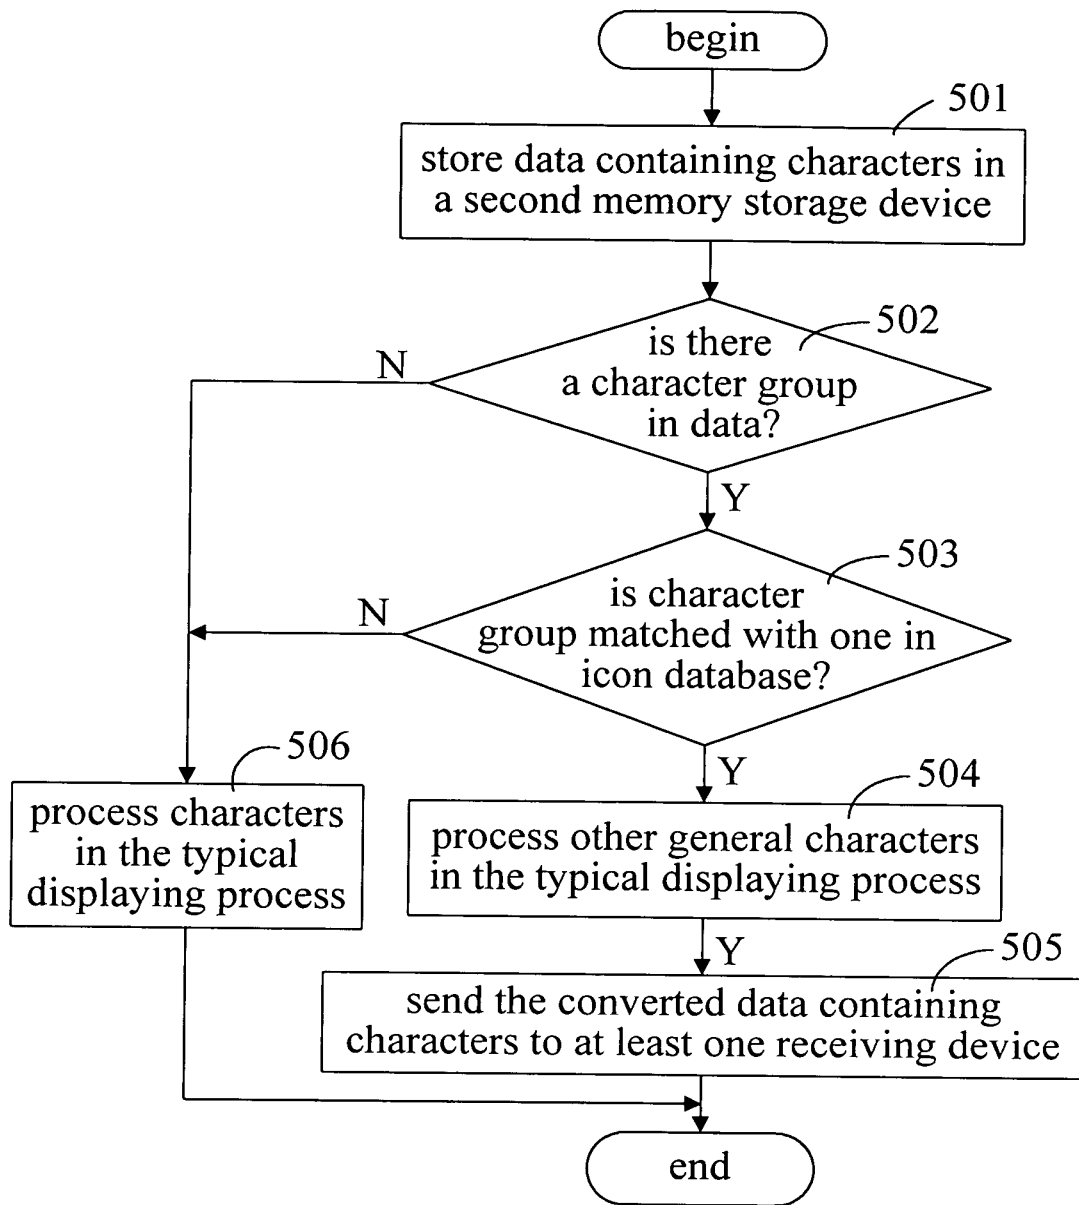 begin
501
store data containing characters in
a second memory storage device
502
is there
a character group
in data?
N
Y
503
is character
group matched with one in
icon database?
N
Y
506
process characters
in the typical
displaying process
504
process other general characters
in the typical displaying process
Y
505
send the converted data containing
characters to at least one receiving device
end